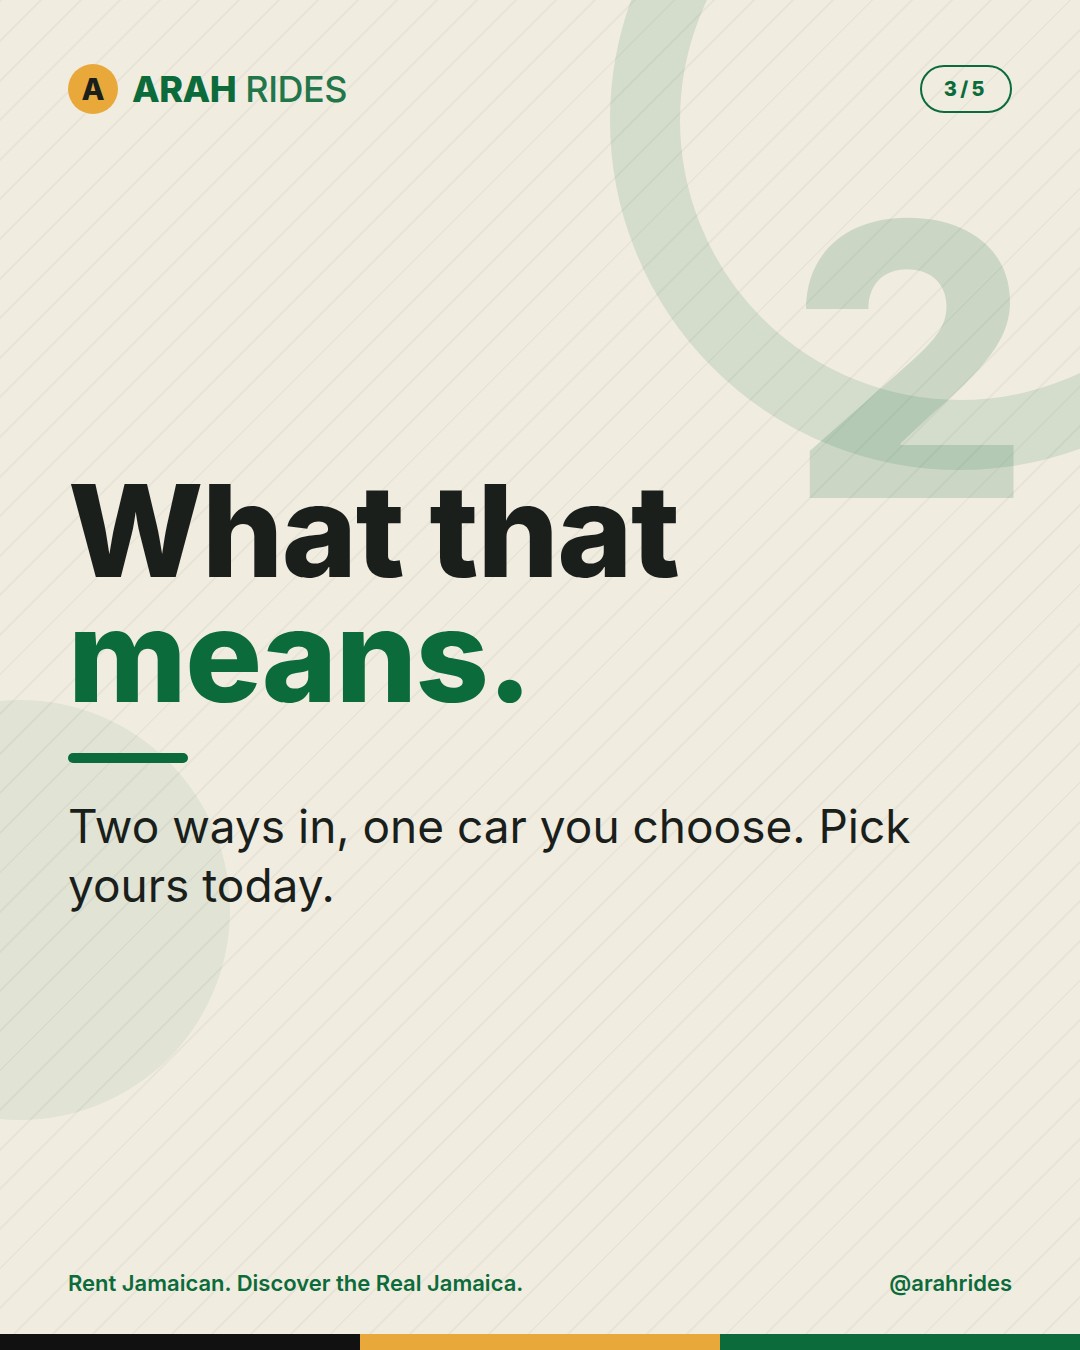 A ARAH RIDES
3/5
2
What that
means.
Two ways in, one car you choose. Pick
yours today.
Rent Jamaican. Discover the Real Jamaica.
@arahrides